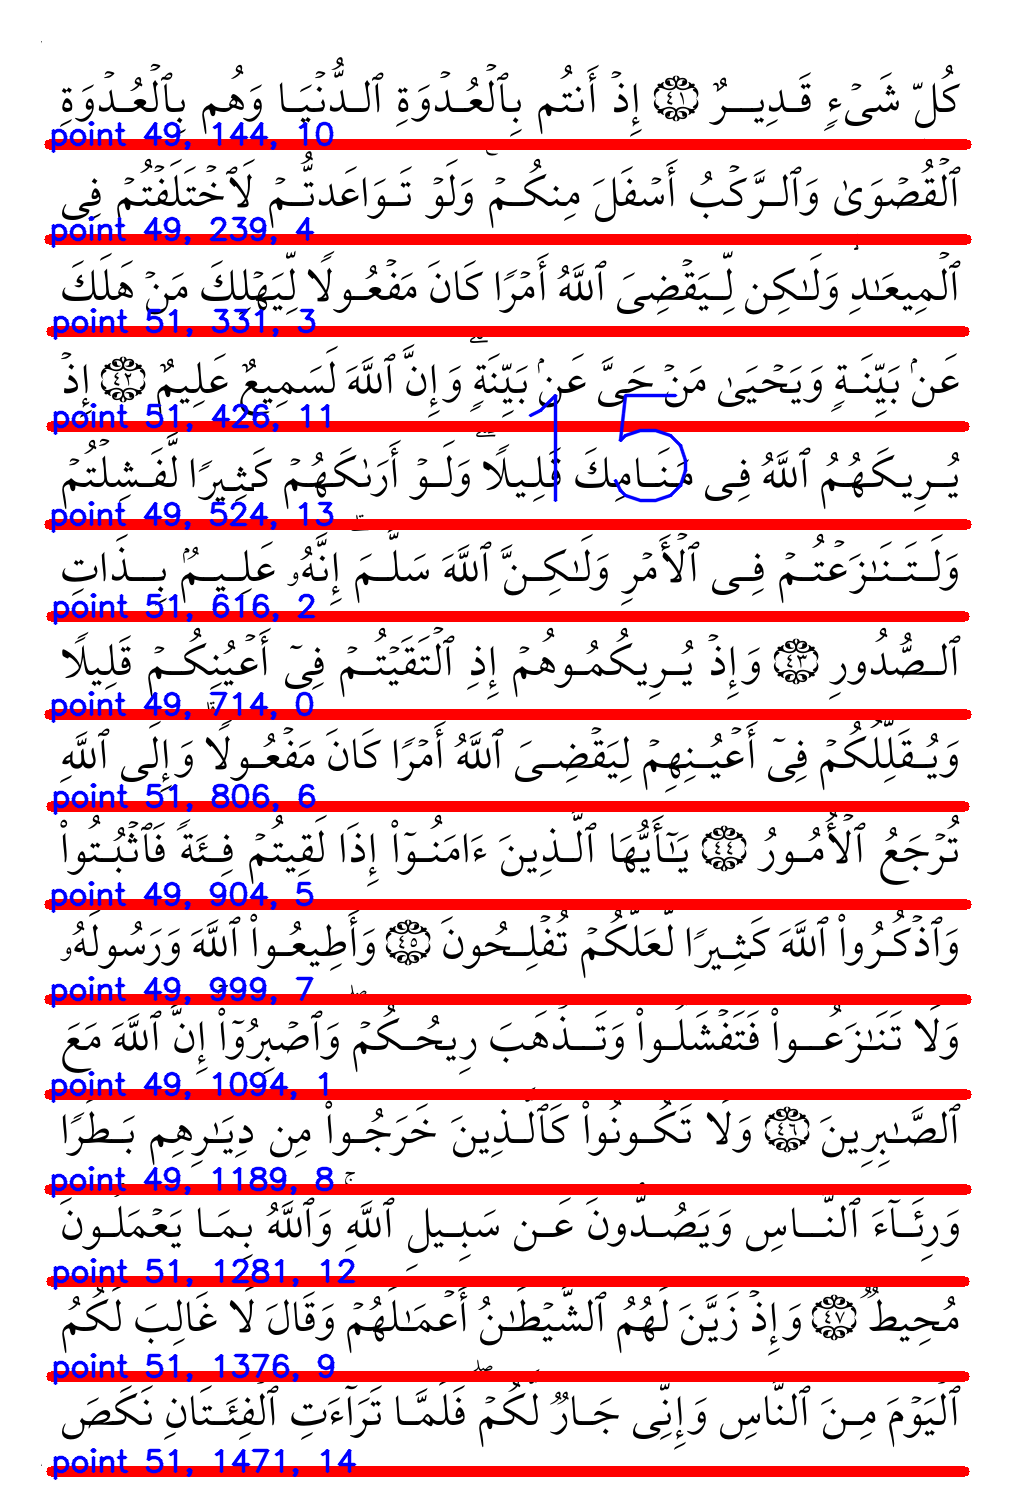 كُلِّ شَىۡءٍ قَدِيرٌ ٤١ إِذۡ أَنتُم بِٱلۡعُدۡوَةِ ٱلدُّنۡيَا وَهُم بِٱلۡعُدۡوَةِ
point 49, 144, 10
ٱلۡقُصۡوَىٰ وَٱلرَّكۡبُ أَسۡفَلَ مِنكُمۡۚ وَلَوۡ تَوَاعَدتُّمۡ لَٱخۡتَلَفۡتُمۡ فِى
point 49, 239, 4
ٱلۡمِيعَـٰدِ وَلَـٰكِن لِّيَقۡضِىَ ٱللَّهُ أَمۡرًا كَانَ مَفۡعُولًا لِّيَهۡلِكَ مَنۡ هَلَكَ
point 51, 331, 3
عَنۢ بَيِّنَةٍ وَيَحۡيَىٰ مَنۡ حَىَّ عَنۢ بَيِّنَةٍۗ وَإِنَّ ٱللَّهَ لَسَمِيعٌ عَلِيمٌ ٤٢ إِذۡ
point 51, 426, 11
15
يُرِيكَهُمُ ٱللَّهُ فِى مَنَامِكَ قَلِيلًاۖ وَلَوۡ أَرَىٰكَهُمۡ كَثِيرًا لَّفَشِلۡتُمۡ
point 49, 524, 13
وَلَتَنَـٰزَعۡتُمۡ فِى ٱلۡأَمۡرِ وَلَـٰكِنَّ ٱللَّهَ سَلَّمَۗ إِنَّهُۥ عَلِيمُۢ بِذَاتِ
point 51, 616, 2
ٱلصُّدُورِ ٤٣ وَإِذۡ يُرِيكُمُوهُمۡ إِذِ ٱلۡتَقَيۡتُمۡ فِىٓ أَعۡيُنِكُمۡ قَلِيلًا
point 49, 714, 0
وَيُقَلِّلُكُمۡ فِىٓ أَعۡيُنِهِمۡ لِيَقۡضِىَ ٱللَّهُ أَمۡرًا كَانَ مَفۡعُولًاۗ وَإِلَى ٱللَّهِ
point 51, 806, 6
تُرۡجَعُ ٱلۡأُمُورُ ٤٤ يَـٰٓأَيُّهَا ٱلَّذِينَ ءَامَنُوٓاْ إِذَا لَقِيتُمۡ فِئَةً فَٱثۡبُتُواْ
point 49, 904, 5
وَٱذۡكُرُواْ ٱللَّهَ كَثِيرًا لَّعَلَّكُمۡ تُفۡلِحُونَ ٤٥ وَأَطِيعُواْ ٱللَّهَ وَرَسُولَهُۥ
point 49, 999, 7
وَلَا تَنَـٰزَعُواْ فَتَفۡشَلُواْ وَتَذۡهَبَ رِيحُكُمۡۖ وَٱصۡبِرُوٓاْۚ إِنَّ ٱللَّهَ مَعَ
point 49, 1094, 1
ٱلصَّـٰبِرِينَ ٤٦ وَلَا تَكُونُواْ كَٱلَّذِينَ خَرَجُواْ مِن دِيَـٰرِهِم بَطَرًا
point 49, 1189, 8
وَرِئَآءَ ٱلنَّاسِ وَيَصُدُّونَ عَن سَبِيلِ ٱللَّهِۚ وَٱللَّهُ بِمَا يَعۡمَلُونَ
point 51, 1281, 12
مُحِيطٌ ٤٧ وَإِذۡ زَيَّنَ لَهُمُ ٱلشَّيۡطَـٰنُ أَعۡمَـٰلَهُمۡ وَقَالَ لَا غَالِبَ لَكُمُ
point 51, 1376, 9
ٱلۡيَوۡمَ مِنَ ٱلنَّاسِ وَإِنِّى جَارٌ لَّكُمۡۖ فَلَمَّا تَرَآءَتِ ٱلۡفِئَتَانِ نَكَصَ
point 51, 1471, 14